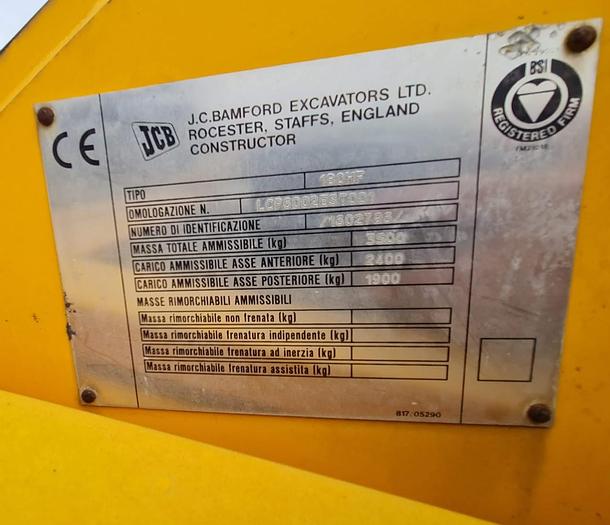 CE
JCB
J.C.BAMFORD EXCAVATORS LTD.
ROCESTER, STAFFS, ENGLAND
CONSTRUCTOR
BSI
REGISTERED FIRM
TIPO
OMOLOGAZIONE N.
NUMERO DI IDENTIFICAZIONE
MASSA TOTALE AMMISSIBILE (kg) 3500
CARICO AMMISSIBILE ASSE ANTERIORE (kg) 2400
CARICO AMMISSIBILE ASSE POSTERIORE (kg) 1900
MASSE RIMORCHIABILI AMMISSIBILI
Massa rimorchiabile non frenata (kg)
Massa rimorchiabile frenatura indipendente (kg)
Massa rimorchiabile frenatura ad inerzia (kg)
Massa rimorchiabile frenatura assistita (kg)
817/05290